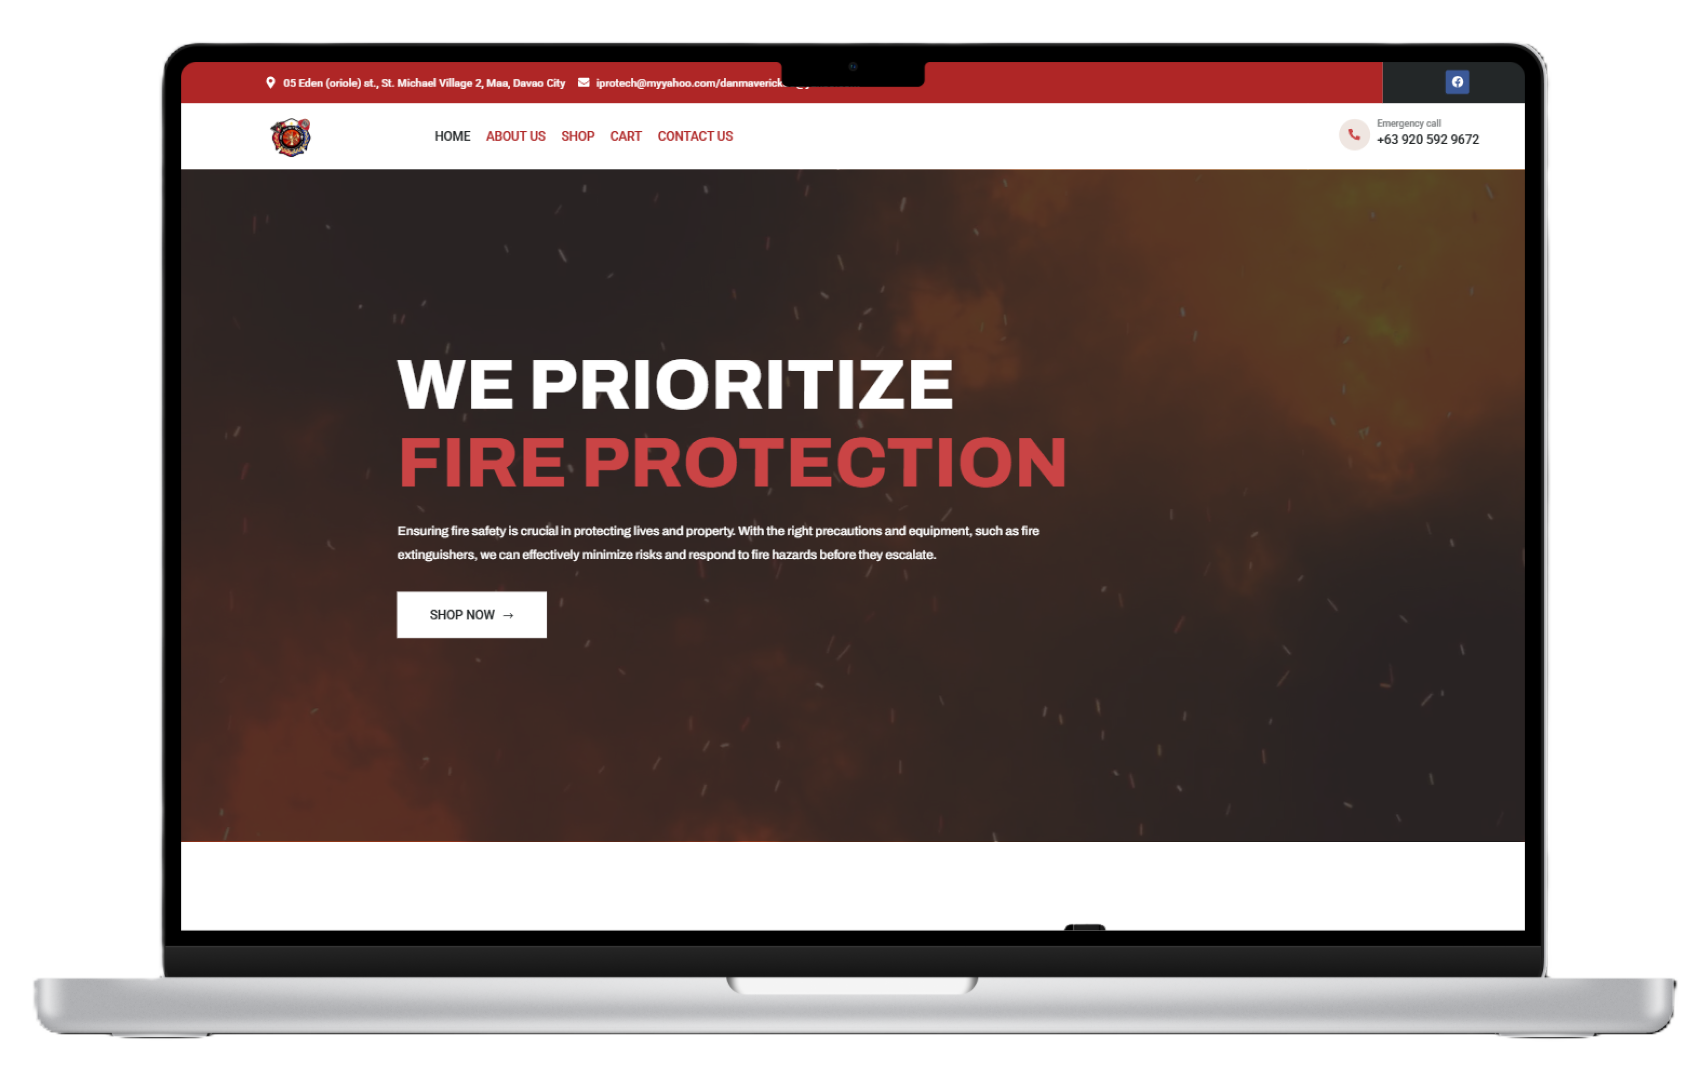 05 Eden (oriole) st., St. Michael Village 2, Maa, Davao City
iprotech@myyahoo.com/danmaverick
HOME ABOUT US SHOP CART CONTACT US
Emergency call
+63 920 592 9672
WE PRIORITIZE
FIRE PROTECTION
Ensuring fire safety is crucial in protecting lives and property. With the right precautions and equipment, such as fire
extinguishers, we can effectively minimize risks and respond to fire hazards before they escalate.
SHOP NOW →